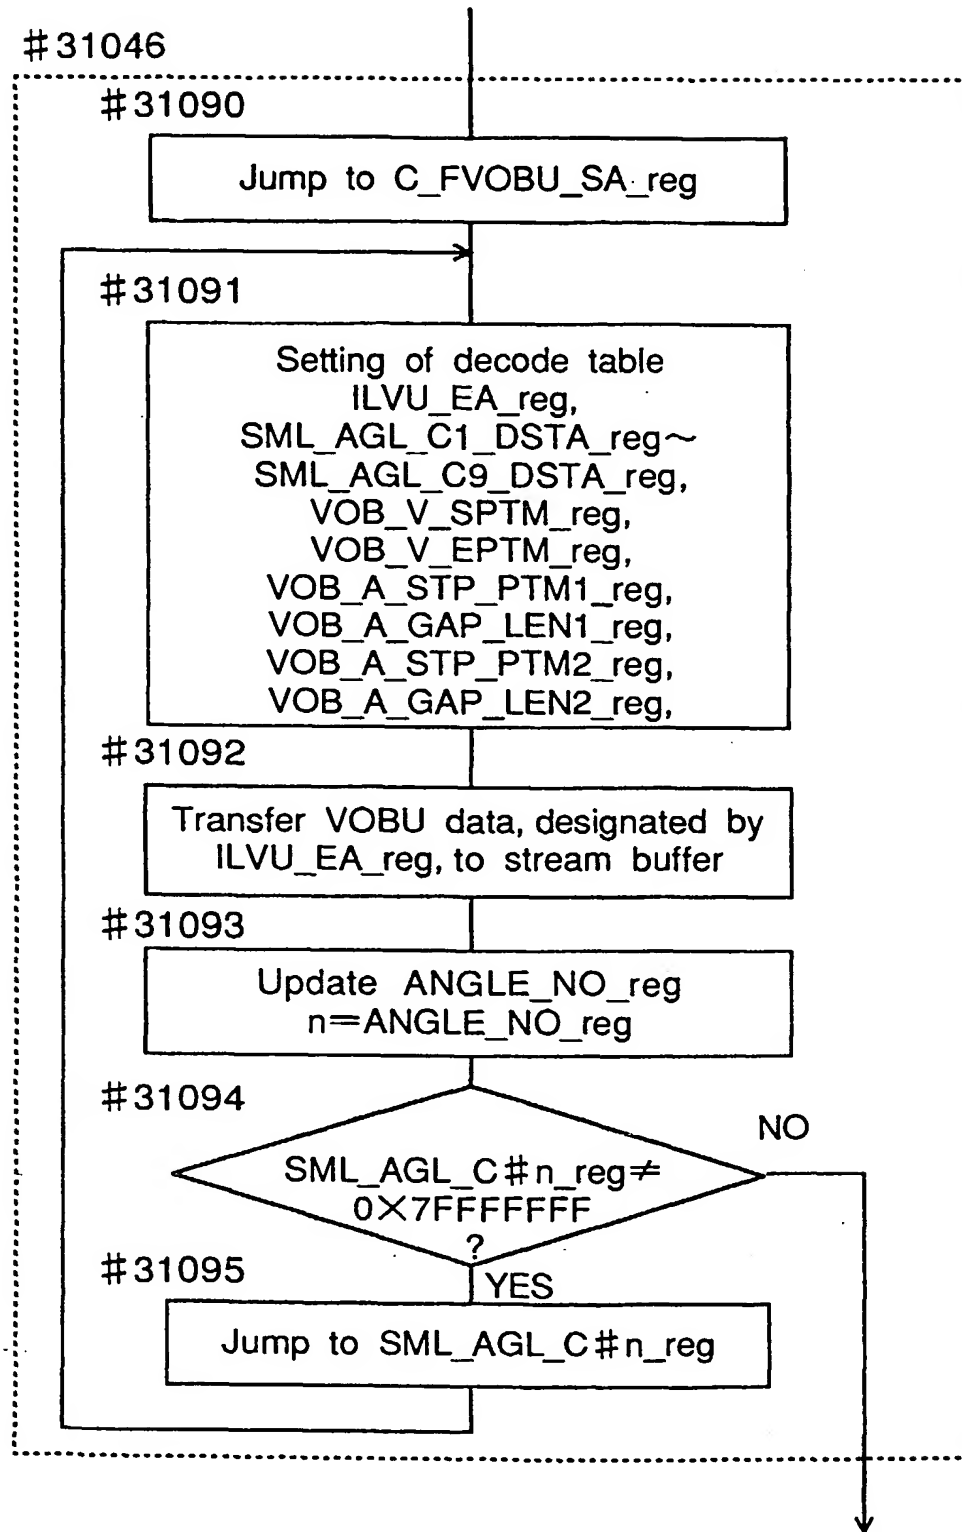 #31046
#31090
Jump to C_FVOBU_SA_reg
#31091
Setting of decode table
ILVU_EA_reg,
SML_AGL_C1_DSTA_reg~
SML_AGL_C9_DSTA_reg,
VOB_V_SPTM_reg,
VOB_V_EPTM_reg,
VOB_A_STP_PTM1_reg,
VOB_A_GAP_LEN1_reg,
VOB_A_STP_PTM2_reg,
VOB_A_GAP_LEN2_reg,
#31092
Transfer VOBU data, designated by
ILVU_EA_reg, to stream buffer
#31093
Update ANGLE_NO_reg
n=ANGLE_NO_reg
#31094
NO
SML_AGL_C#n_reg≠
0X7FFFFFFF
?
#31095
YES
Jump to SML_AGL_C#n_reg